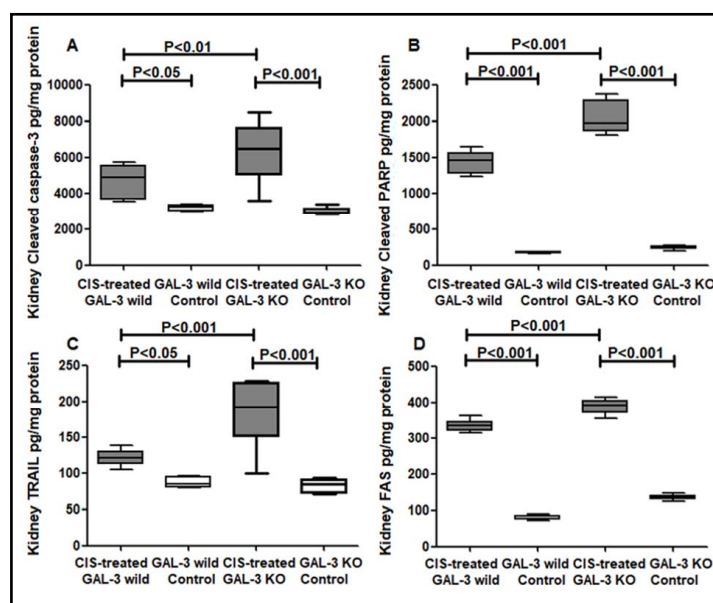 A
P<0.01
P<0.05
P<0.001
Kidney Cleaved caspase-3 pg/mg protein
10000
8000
6000
4000
2000
0
CIS-treated GAL-3 wild CIS-treated GAL-3 KO
GAL-3 wild Control GAL-3 KO Control
B
P<0.001
P<0.001
P<0.001
Kidney Cleaved PARP pg/mg protein
2500
2000
1500
1000
500
0
CIS-treated GAL-3 wild CIS-treated GAL-3 KO
GAL-3 wild Control GAL-3 KO Control
C
P<0.001
P<0.05
P<0.001
Kidney TRAIL pg/mg protein
250
200
150
100
50
0
CIS-treated GAL-3 wild CIS-treated GAL-3 KO
GAL-3 wild Control GAL-3 KO Control
D
P<0.001
P<0.001
P<0.001
Kidney FAS pg/mg protein
500
400
300
200
100
0
CIS-treated GAL-3 wild CIS-treated GAL-3 KO
GAL-3 wild Control GAL-3 KO Control